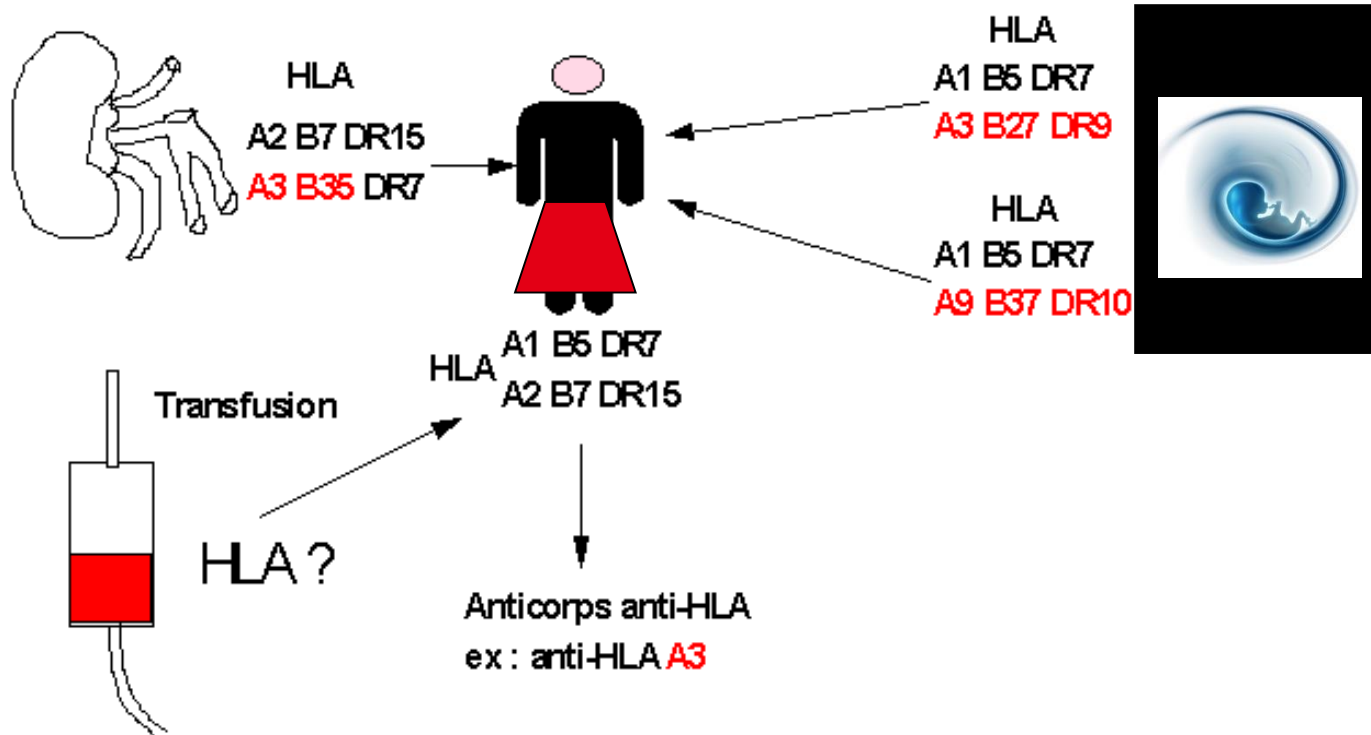 HLA
A2 B7 DR15
A3 B35 DR7
HLA
A1 B5 DR7
A3 B27 DR9
HLA
A1 B5 DR7
A9 B37 DR10
HLA
A1 B5 DR7
A2 B7 DR15
Transfusion
HLA ?
Anticorps anti-HLA
ex : anti-HLA A3